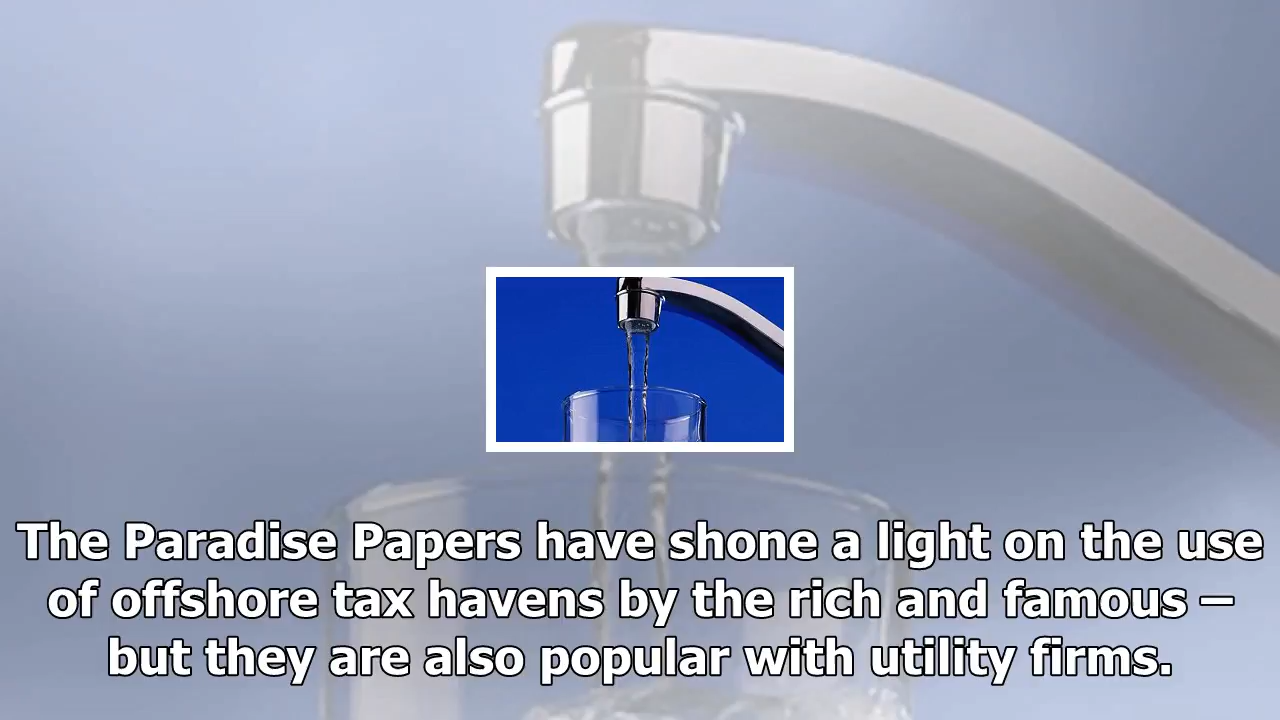 The Paradise Papers have shone a light on the use
of offshore tax havens by the rich and famous –
but they are also popular with utility firms.